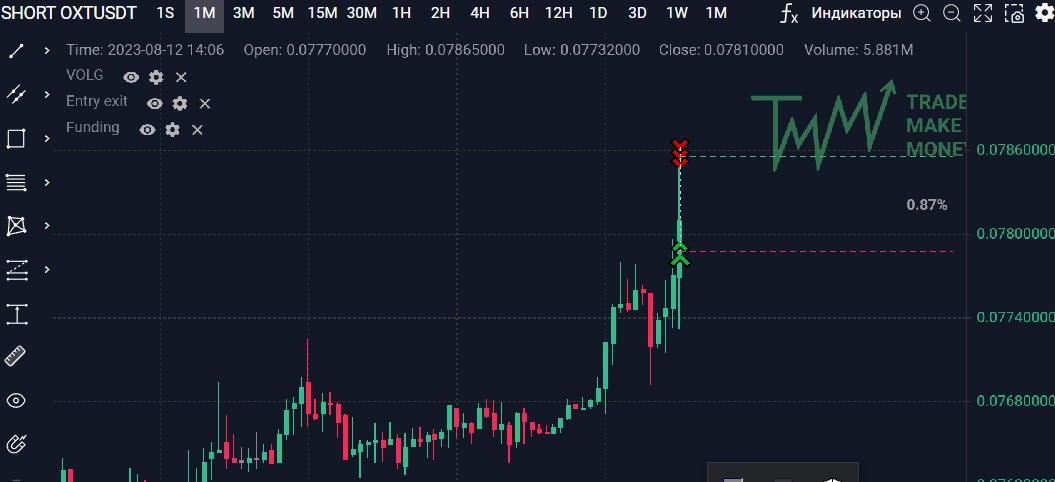 SHORT OXTUSDT 1S 1M 3M 5M 15M 30M 1H 2H 4H 6H 12H 1D 3D 1W 1M fx Индикаторы
Time: 2023-08-12 14:06 Open: 0.07770000 High: 0.07865000 Low: 0.07732000 Close: 0.07810000 Volume: 5.881M
VOLG
Entry exit
Funding
TRADE
MAKE
MONEY
0.07860000
0.87%
0.07800000
0.07740000
0.07680000